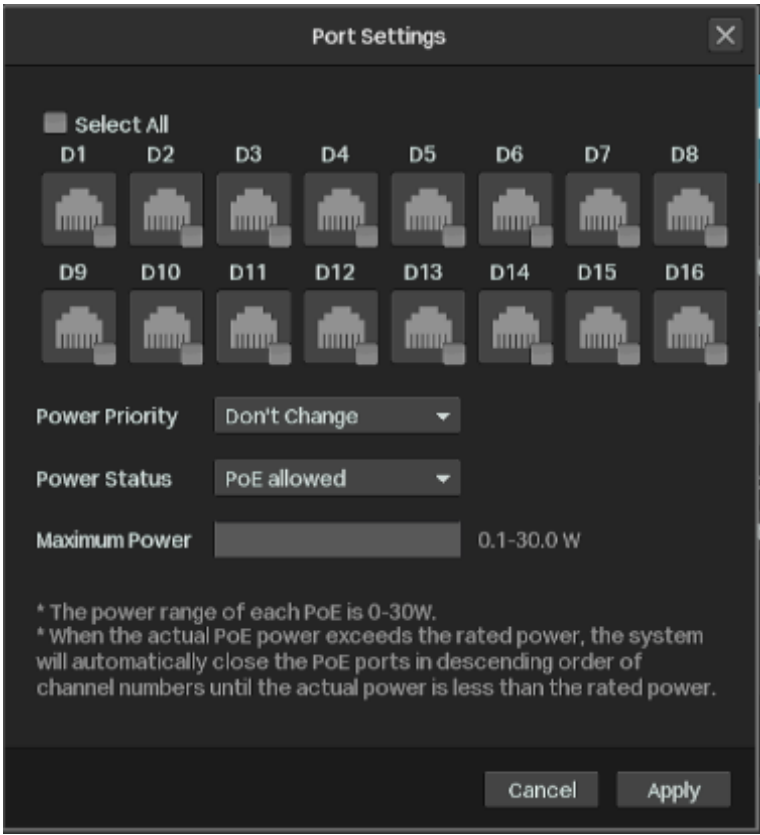 Port Settings
Select All
D1 D2 D3 D4 D5 D6 D7 D8
D9 D10 D11 D12 D13 D14 D15 D16
Power Priority Don't Change
Power Status PoE allowed
Maximum Power 0.1-30.0 W
* The power range of each PoE is 0-30W.
* When the actual PoE power exceeds the rated power, the system
will automatically close the PoE ports in descending order of
channel numbers until the actual power is less than the rated power.
Cancel Apply